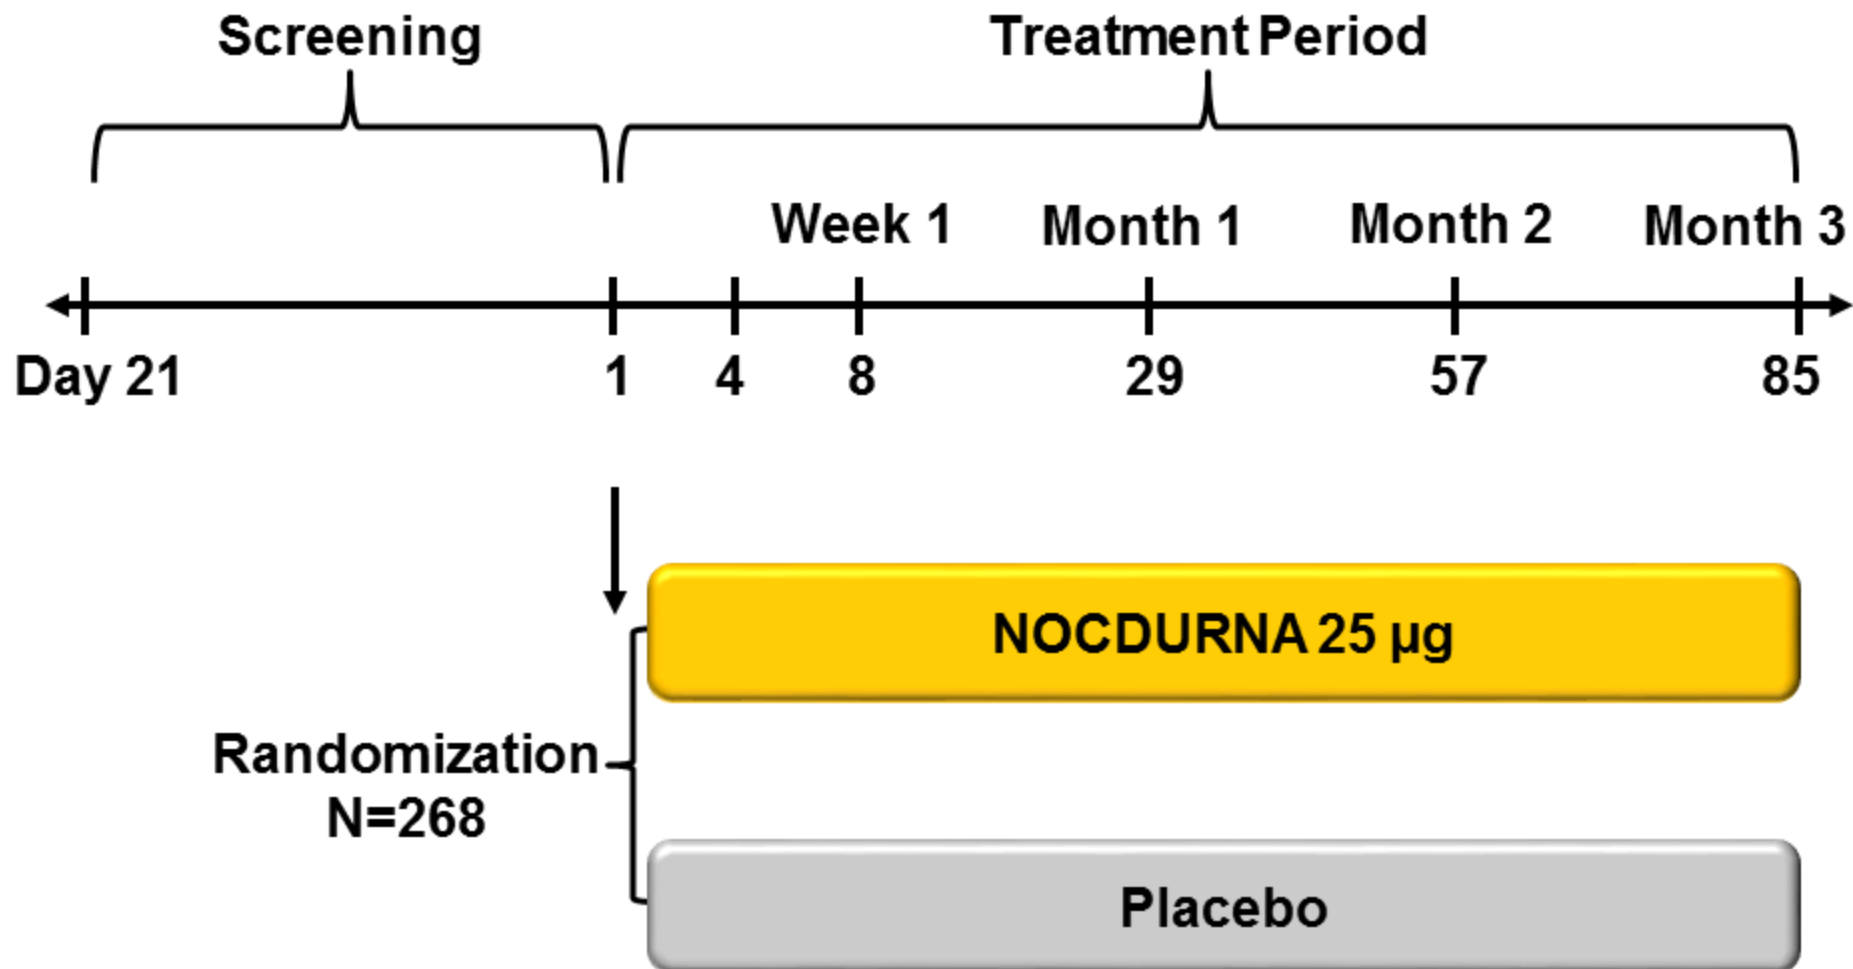 Screening
Treatment Period
Week 1 Month 1 Month 2 Month 3
Day 21 1 4 8 29 57 85
NOCDURNA 25 µg
Randomization
N=268
Placebo